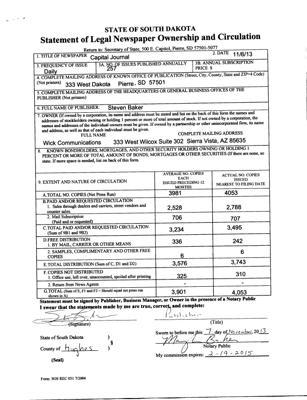 STATE OF SOUTH DAKOTA
Statement of Legal Newspaper Ownership and Circulation
Return to: Secretary of State, 500 E. Capitol, Pierre, SD 57501-5077
1. TITLE OF NEWSPAPER Capital Journal 2. DATE 11/6/13
3. FREQUENCY OF ISSUE Daily 3A. NO. OF ISSUES PUBLISHED ANNUALLY 257 3B. ANNUAL SUBSCRIPTION PRICE $
4. COMPLETE MAILING ADDRESS OF KNOWN OFFICE OF PUBLICATION (Street, City, County, State and ZIP+4 Code)
(Not printers) 333 West Dakota Pierre SD 57501
5. COMPLETE MAILING ADDRESS OF THE HEADQUARTERS OR GENERAL BUSINESS OFFICES OF THE
PUBLISHER (Not printers)
6. FULL NAME OF PUBLISHER: Steven Baker
7. OWNER (If owned by a corporation, its name and address must be stated and also on the back of this form the names and
addresses of stockholders owning or holding 1 percent or more of total amount of stock. If not owned by a corporation, the
names and addresses of the individual owners must be given. If owned by a partnership or other unincorporated firm, its name
and address, as well as that of each individual must be given.
FULL NAME COMPLETE MAILING ADDRESS
Wick Communications 333 West Wilcox Suite 302 Sierra Vista, AZ 85635
8. KNOWN BONDHOLDERS, MORTGAGEES, AND OTHER SECURITY HOLDERS OWNING OR HOLDING 1
PERCENT OR MORE OF TOTAL AMOUNT OF BONDS, MORTGAGES OR OTHER SECURITIES (If there are none, so
state. If more space is needed, list on back of this form.
9. EXTENT AND NATURE OF CIRCULATION
AVERAGE NO. COPIES EACH ISSUED PRECEDING 12 MONTHS
ACTUAL NO. COPIES ISSUED NEAREST TO FILING DATE
A. TOTAL NO. COPIES (Net Press Run) 3981 4053
B. PAID AND/OR REQUESTED CIRCULATION
1. Sales through dealers and carriers, street vendors and
counter sales. 2,528 2,788
2. Mail Subscription
(Paid and or requested) 706 707
C. TOTAL PAID AND/OR REQUESTED CIRCULATION
(Sum of 9B1 and 9B2) 3,234 3,495
D. FREE DISTRIBUTION
1. BY MAIL, CARRIER OR OTHER MEANS 336 242
2. SAMPLES, COMPLIMENTARY AND OTHER FREE
COPIES 6 6
E. TOTAL DISTRIBUTION (Sum of C, D1 and D2) 3,576 3,743
F. COPIES NOT DISTRIBUTED
1. Office use, left over, unaccounted, spoiled after printing 325 310
2. Return from News Agents - -
G. TOTAL (Sum of E, F1 and F2 - Should equal net press run
shown in A) 3,901 4,053
Statement must be signed by Publisher, Business Manager, or Owner in the presence of a Notary Public
I swear that the statements made by me are true, correct, and complete:
Publisher
(Signature) (Title)
State of South Dakota )
Sworn to before me this 7 day of November 2013
County of Hughes )
Notary Public
(Seal) My commission expires: 2-19-2015
Form: SOS REC 051 7/2004